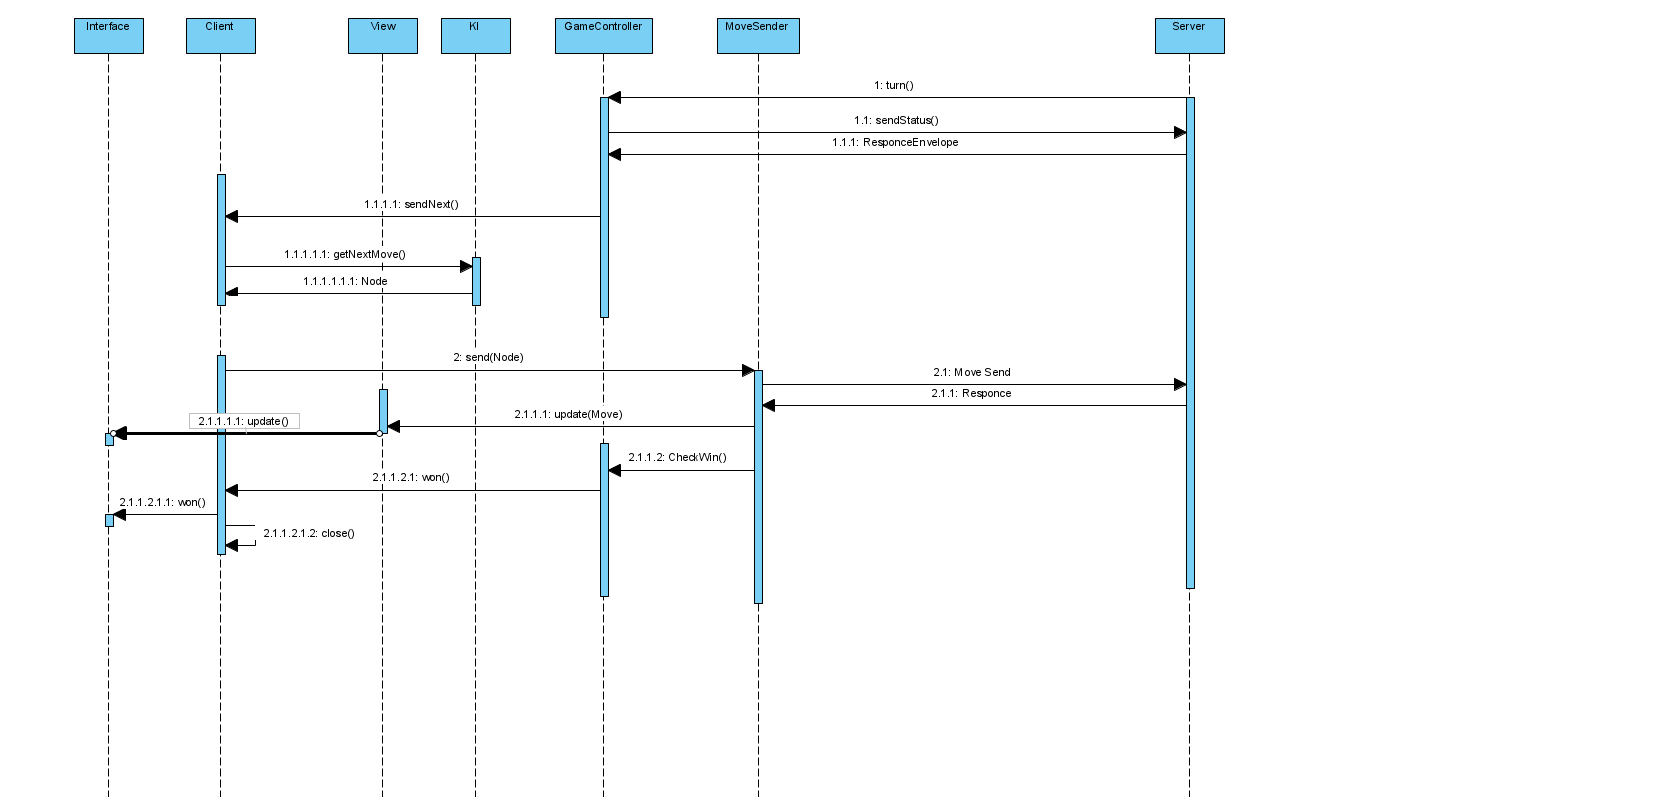 Interface
Client
View
KI
GameController
MoveSender
Server
1: turn()
1.1: sendStatus()
1.1.1: ResponceEnvelope
1.1.1.1: sendNext()
1.1.1.1.1: getNextMove()
1.1.1.1.1.1: Node
2: send(Node)
2.1: Move Send
2.1.1: Responce
2.1.1.1: update(Move)
2.1.1.1.1: update()
2.1.1.2: CheckWin()
2.1.1.2.1: won()
2.1.1.2.1.1: won()
2.1.1.2.1.2: close()